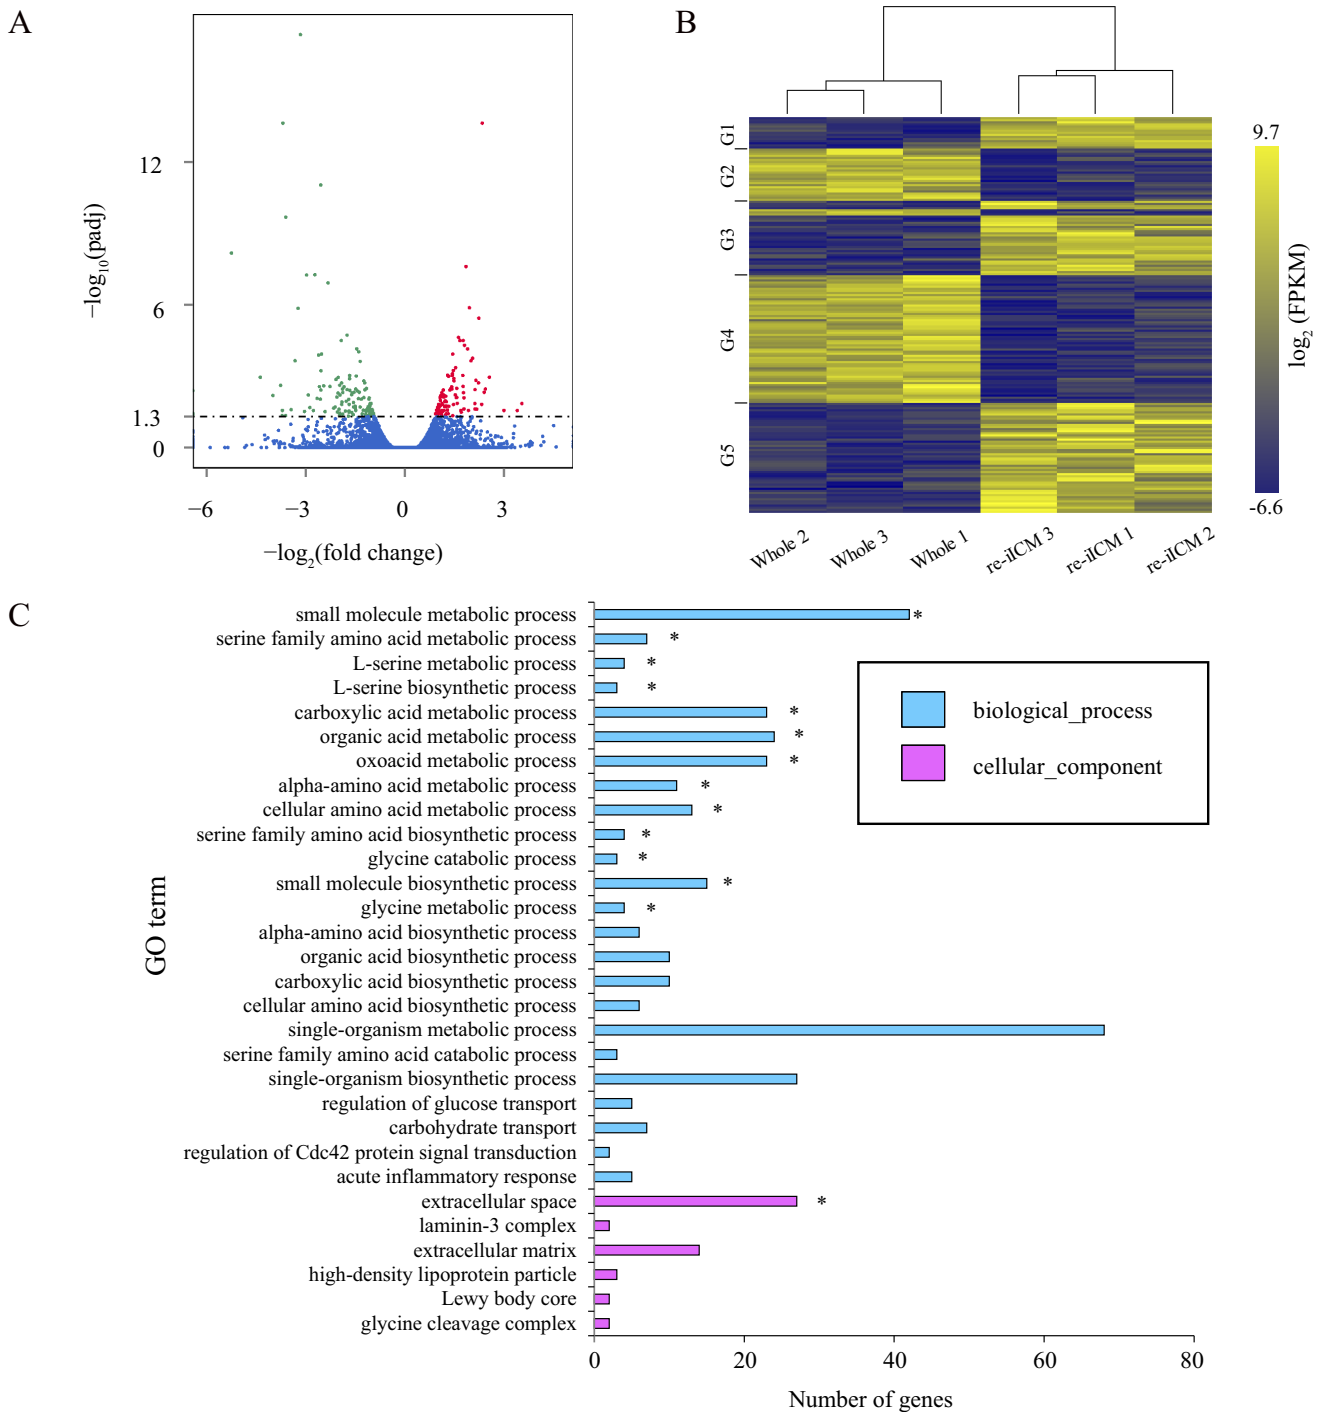 A
12
6
1.3
0
−log10(padj)
−6
−3
0
3
−log2(fold change)
B
G1
G2
G3
G4
G5
Whole 2
Whole 3
Whole 1
re-iICM 3
re-iICM 1
re-iICM 2
9.7
-6.6
log2 (FPKM)
C
GO term
small molecule metabolic process *
serine family amino acid metabolic process *
L-serine metabolic process *
L-serine biosynthetic process *
carboxylic acid metabolic process *
organic acid metabolic process *
oxoacid metabolic process *
alpha-amino acid metabolic process *
cellular amino acid metabolic process *
serine family amino acid biosynthetic process *
glycine catabolic process *
small molecule biosynthetic process *
glycine metabolic process *
alpha-amino acid biosynthetic process
organic acid biosynthetic process
carboxylic acid biosynthetic process
cellular amino acid biosynthetic process
single-organism metabolic process
serine family amino acid catabolic process
single-organism biosynthetic process
regulation of glucose transport
carbohydrate transport
regulation of Cdc42 protein signal transduction
acute inflammatory response
extracellular space *
laminin-3 complex
extracellular matrix
high-density lipoprotein particle
Lewy body core
glycine cleavage complex
biological_process
cellular_component
0
20
40
60
80
Number of genes